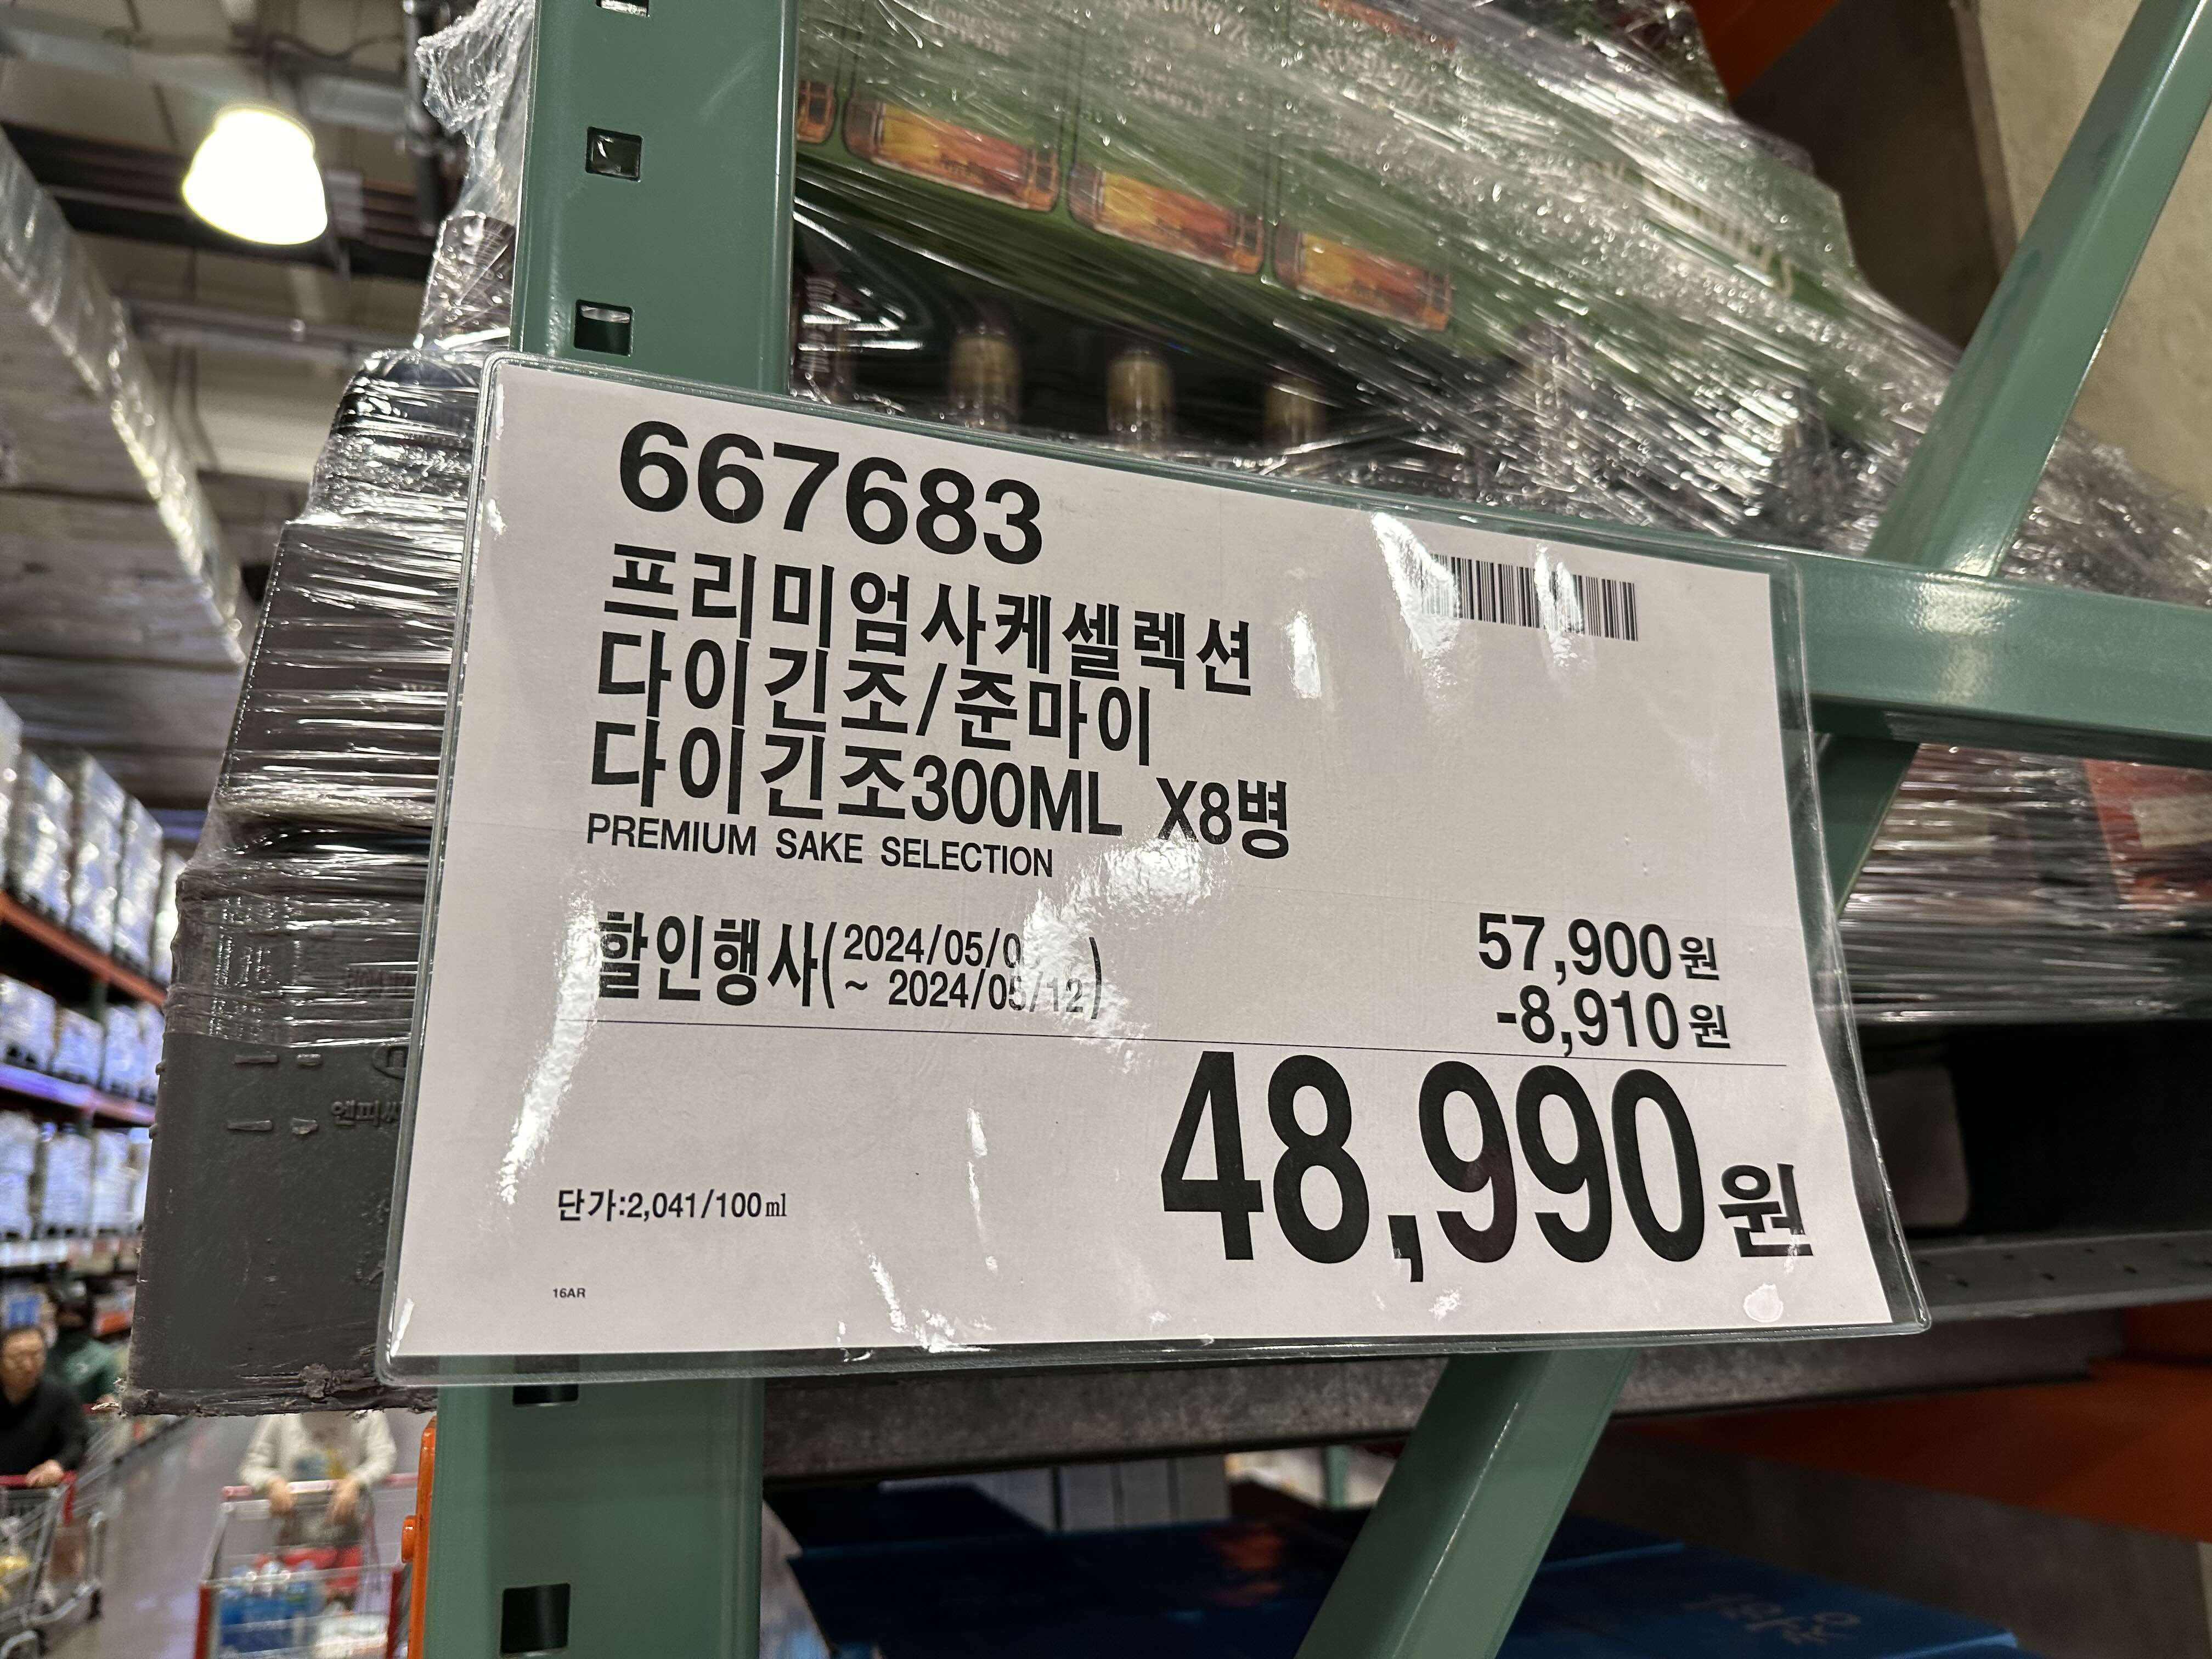 667683
프리미엄사케셀렉션
다이긴조/준마이
다이긴조300ML X8병
PREMIUM SAKE SELECTION
할인행사(2024/05/0
~ 2024/05/12)
57,900원
-8,910원
48,990원
단가:2,041/100㎖
16AR